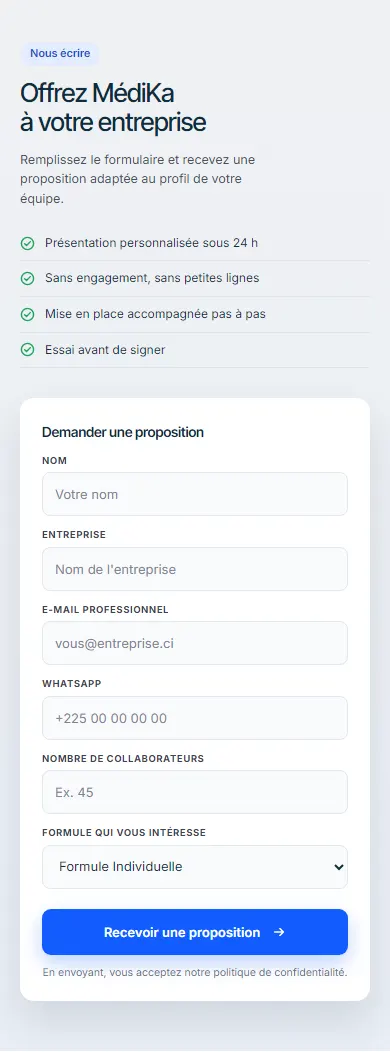 Nous écrire
Offrez MédiKa
à votre entreprise
Remplissez le formulaire et recevez une
proposition adaptée au profil de votre
équipe.
Présentation personnalisée sous 24 h
Sans engagement, sans petites lignes
Mise en place accompagnée pas à pas
Essai avant de signer
Demander une proposition
NOM
Votre nom
ENTREPRISE
Nom de l'entreprise
E-MAIL PROFESSIONNEL
vous@entreprise.ci
WHATSAPP
+225 00 00 00 00
NOMBRE DE COLLABORATEURS
Ex. 45
FORMULE QUI VOUS INTÉRESSE
Formule Individuelle
Recevoir une proposition →
En envoyant, vous acceptez notre politique de confidentialité.